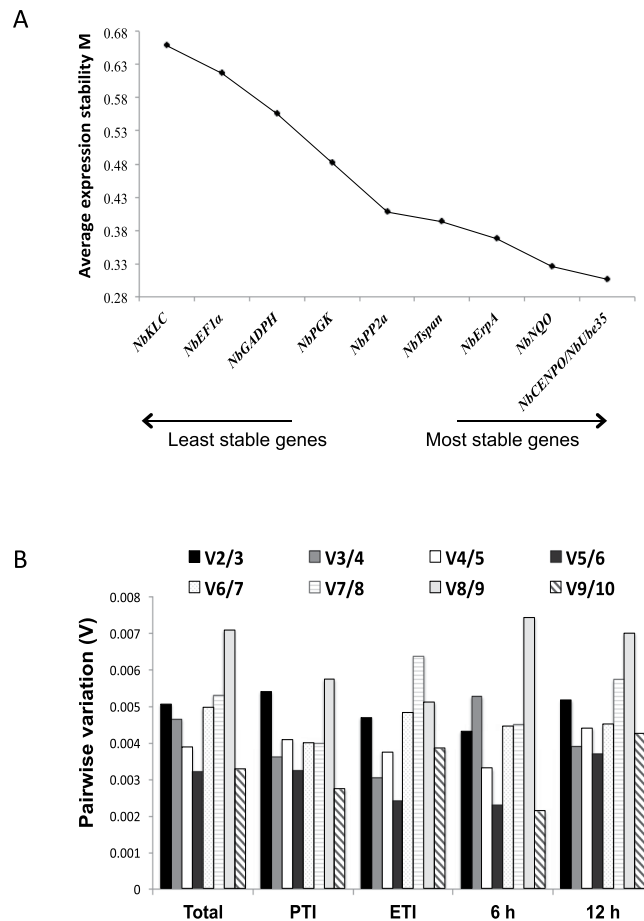 A
Average expression stability M
0.68
0.63
0.58
0.53
0.48
0.43
0.38
0.33
0.28
NbKLC
NbEF1α
NbGADPH
NbPGK
NbPP2a
NbTspan
NbErpA
NbNQO
NbCENPO/NbUbe35
Least stable genes
Most stable genes
B
V2/3 V3/4 V4/5 V5/6
V6/7 V7/8 V8/9 V9/10
Pairwise variation (V)
0.008
0.007
0.006
0.005
0.004
0.003
0.002
0.001
0
Total PTI ETI 6 h 12 h